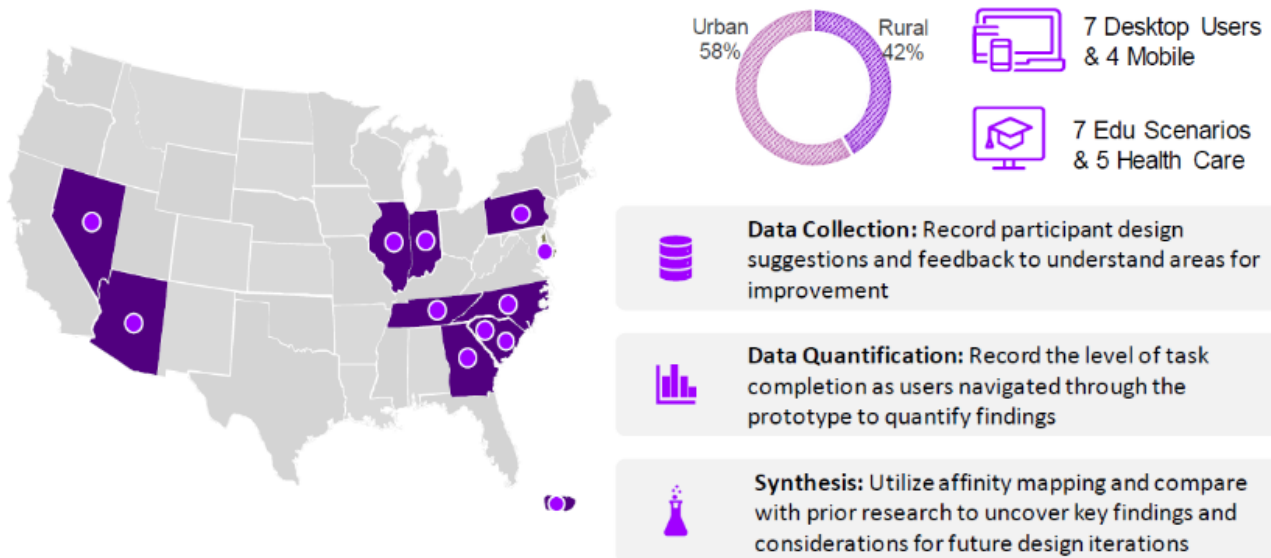 Urban
58%
Rural
42%
7 Desktop Users
& 4 Mobile
7 Edu Scenarios
& 5 Health Care
Data Collection: Record participant design
suggestions and feedback to understand areas for
improvement
Data Quantification: Record the level of task
completion as users navigated through the
prototype to quantify findings
Synthesis: Utilize affinity mapping and compare
with prior research to uncover key findings and
considerations for future design iterations